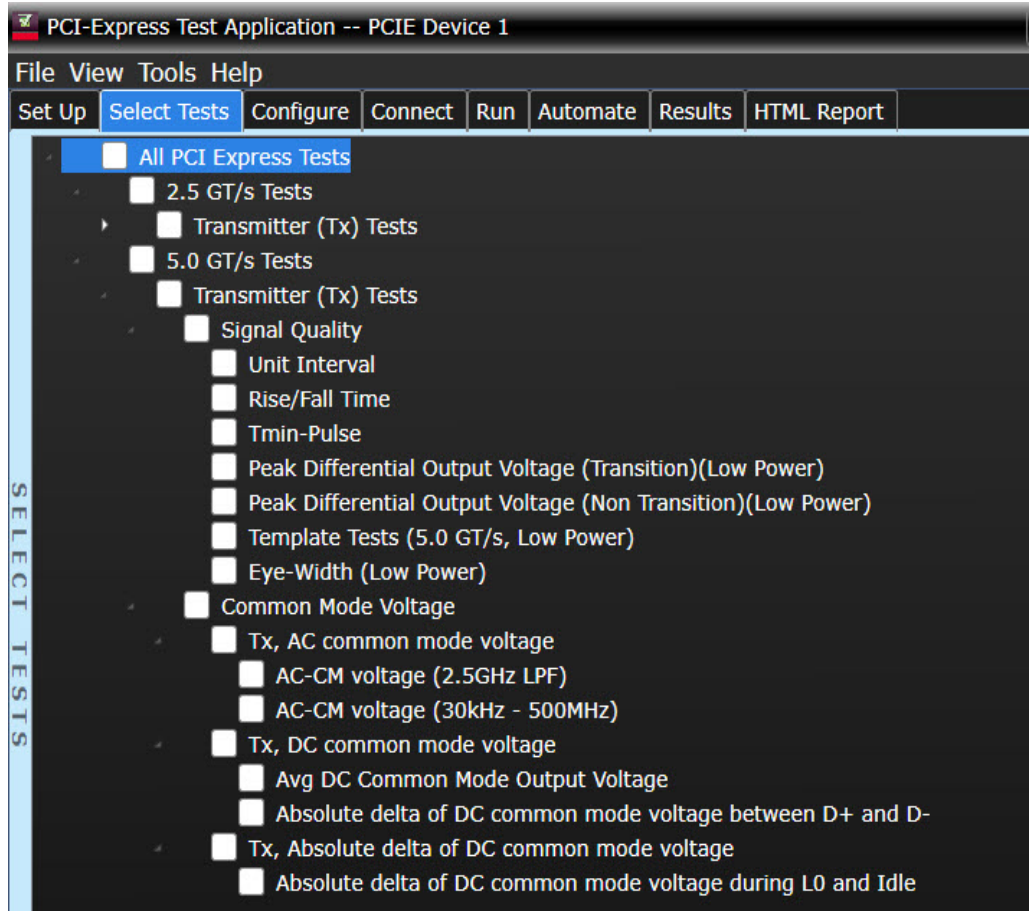 PCI-Express Test Application -- PCIE Device 1
File View Tools Help
Set Up Select Tests Configure Connect Run Automate Results HTML Report
All PCI Express Tests
2.5 GT/s Tests
Transmitter (Tx) Tests
5.0 GT/s Tests
Transmitter (Tx) Tests
Signal Quality
Unit Interval
Rise/Fall Time
Tmin-Pulse
Peak Differential Output Voltage (Transition)(Low Power)
Peak Differential Output Voltage (Non Transition)(Low Power)
Template Tests (5.0 GT/s, Low Power)
Eye-Width (Low Power)
Common Mode Voltage
Tx, AC common mode voltage
AC-CM voltage (2.5GHz LPF)
AC-CM voltage (30kHz - 500MHz)
Tx, DC common mode voltage
Avg DC Common Mode Output Voltage
Absolute delta of DC common mode voltage between D+ and D-
Tx, Absolute delta of DC common mode voltage
Absolute delta of DC common mode voltage during L0 and Idle
SELECT TESTS